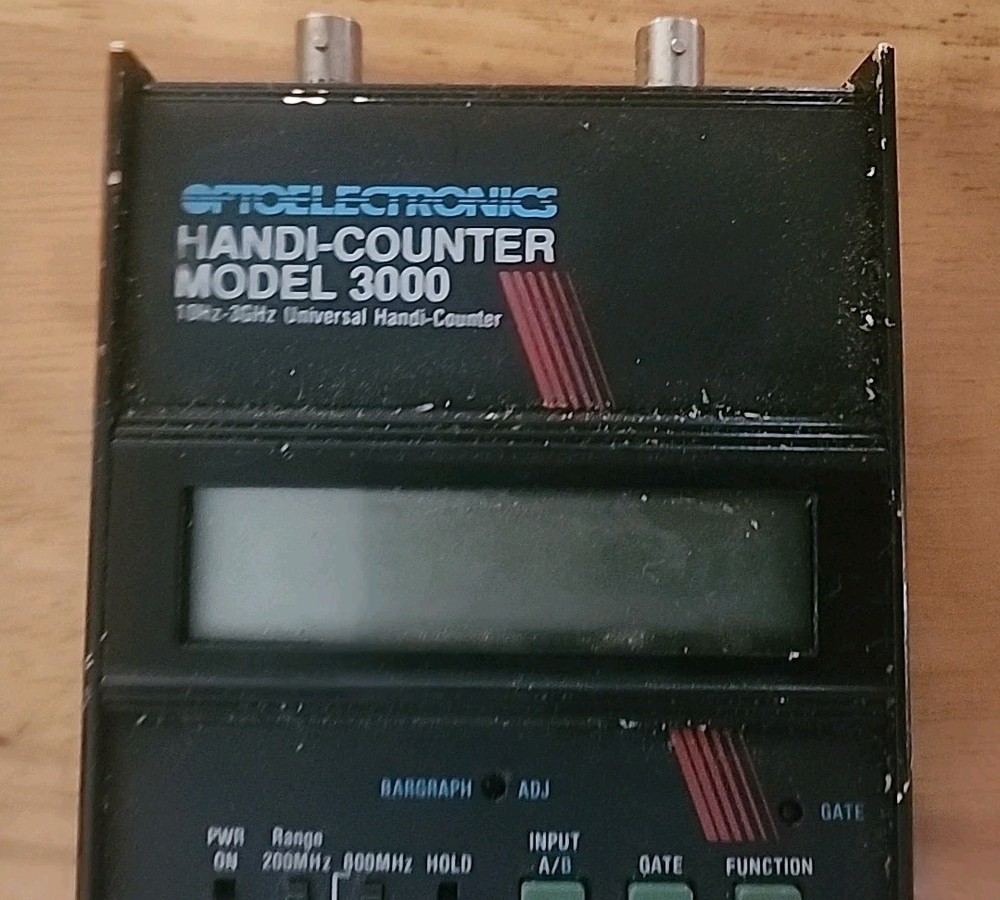 OPTOELECTRONICS
HANDI-COUNTER
MODEL 3000
10Hz-3GHz Universal Handi-Counter
BARGRAPH ADJ
GATE
PWR Range INPUT
ON 200MHz 600MHz HOLD A/B GATE FUNCTION